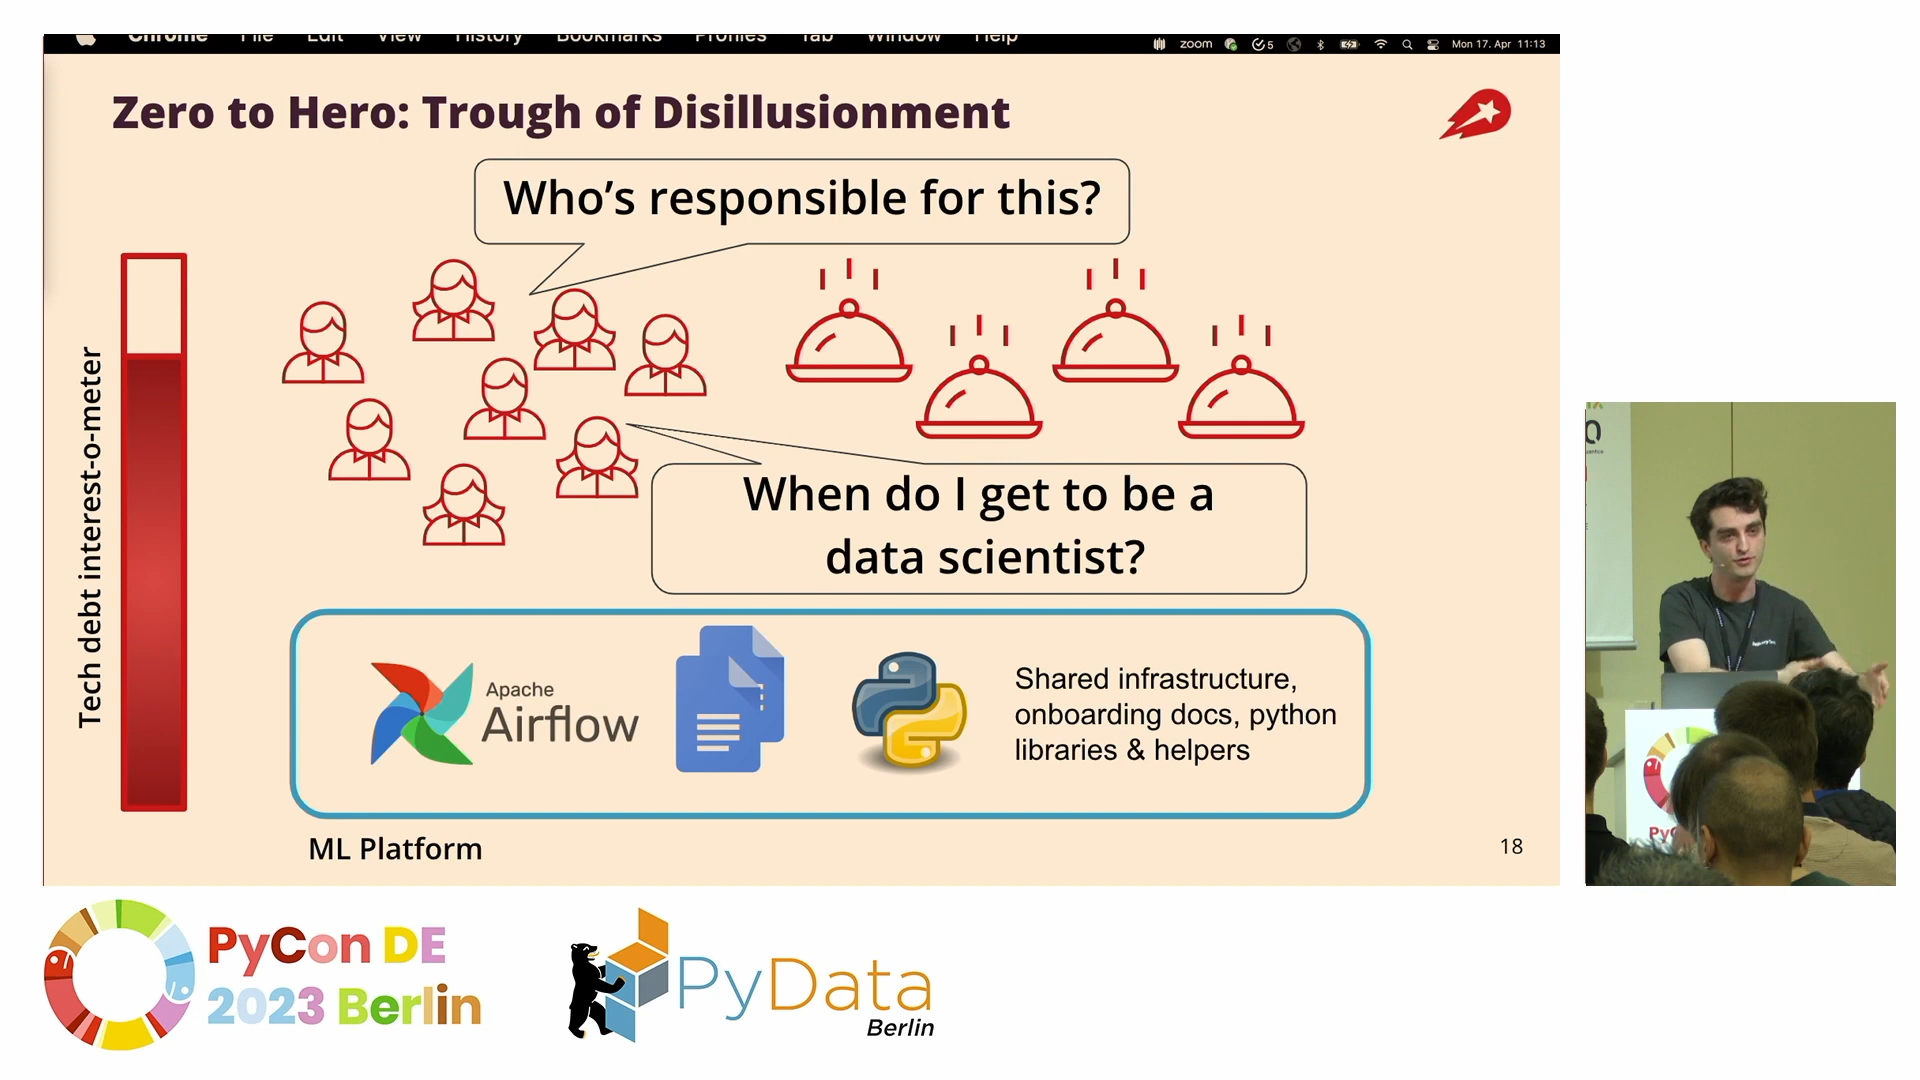 Chrome File Edit View History Bookmarks Profiles Tab Window Help
zoom 5 Mon 17. Apr 11:13
Zero to Hero: Trough of Disillusionment
Who's responsible for this?
When do I get to be a
data scientist?
Tech debt interest-o-meter
Apache
Airflow
Shared infrastructure,
onboarding docs, python
libraries & helpers
ML Platform
18
PyCon DE
2023 Berlin
PyData
Berlin